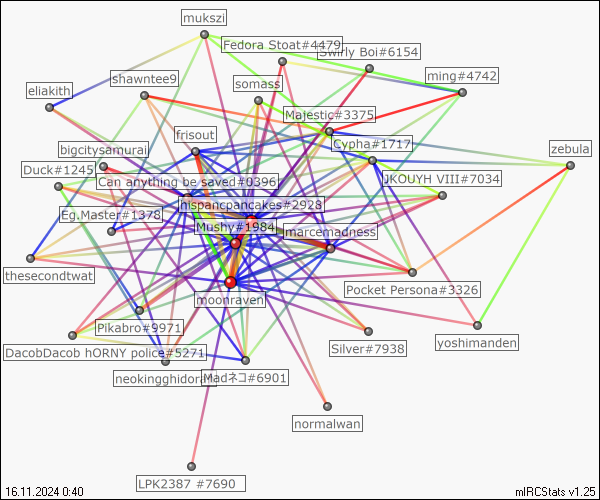 mukszi
Fedora Stoat#4479
Swirly Boi#6154
shawntee9
somass
ming#4742
eliakith
Majestic#3375
frisout
Cypha#1717
bigcitysamurai
zebula
Duck#1245
Can anything be saved#0396
JKOUYH VIII#7034
hispanicpancakes#2928
Eg.Master#1378
Mushy#1984
marcemadness
thesecondtwat
Pocket Persona#3326
moonraven
Pikabro#9971
yoshimanden
DacobDacob hORNY police#5271
Silver#7938
neokingghidorah
Madネコ#6901
normalwan
LPK2387 #7690
16.11.2024 0:40
mIRCStats v1.25